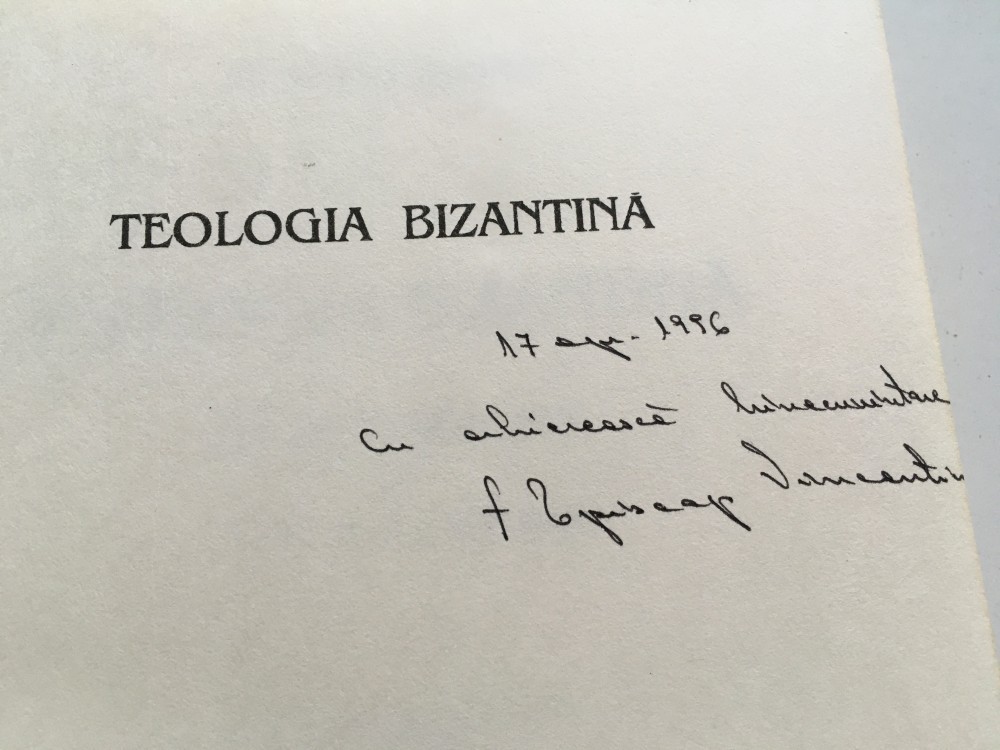 TEOLOGIA BIZANTINĂ
17 apr. 1996
Cu arhierească binecuvântare
† Episcop